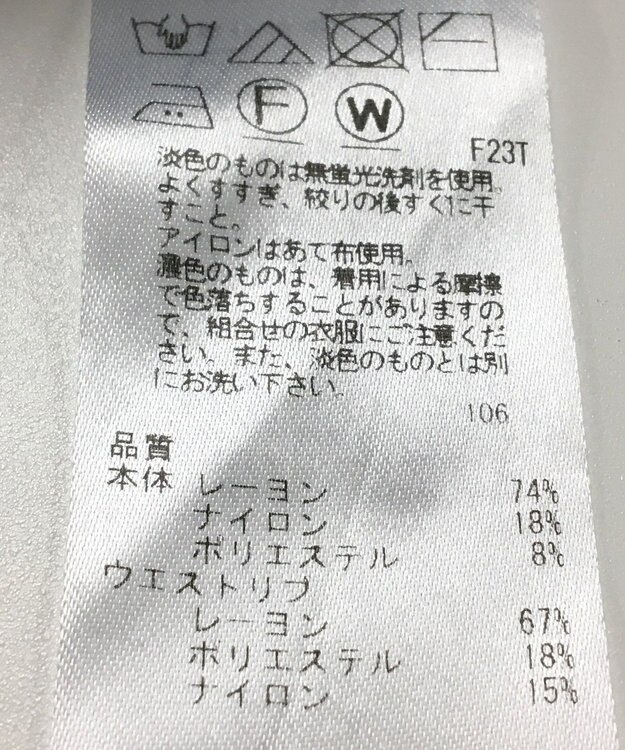 F
W
F23T
淡色のものは無蛍光洗剤を使用。
よくすすぎ、絞りの後すぐに干
すこと。
アイロンはあて布使用。
濃色のものは、着用による摩擦
で色落ちすることがありますの
で、組合せの衣服にご注意くだ
さい。また、淡色のものとは別
にお洗い下さい。
106
品質
本体 レーヨン 74%
ナイロン 18%
ポリエステル 8%
ウエストリブ
レーヨン 67%
ポリエステル 18%
ナイロン 15%